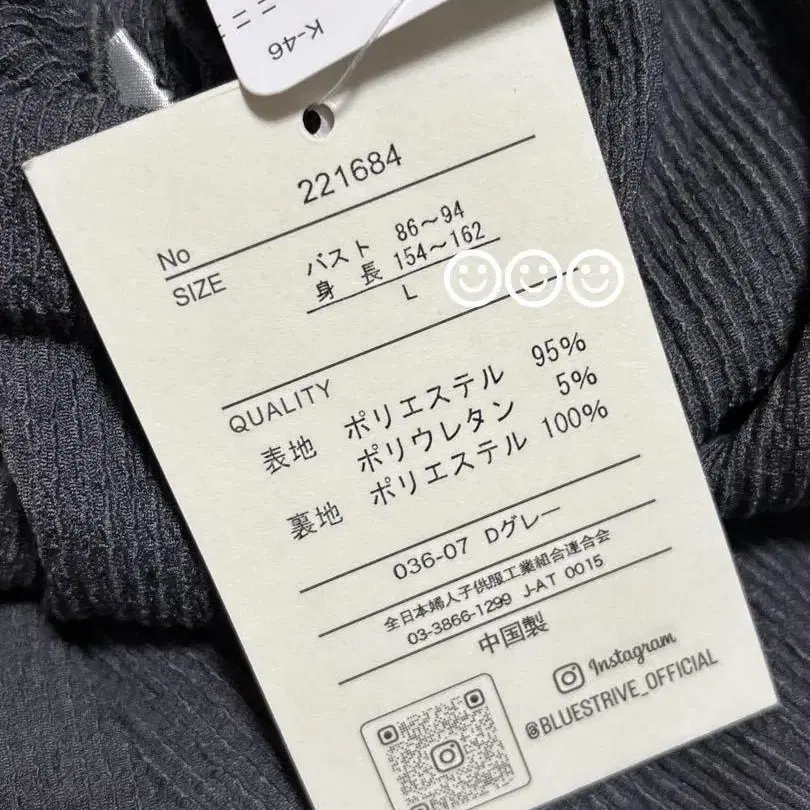 K-46
No 221684
SIZE バスト 86～94
身 長 154～162
L
QUALITY
表地 ポリエステル 95%
ポリウレタン 5%
裏地 ポリエステル 100%
036-07 Dグレー
全日本婦人子供服工業組合連合会
03-3866-1299 J-AT 0015
中国製
Instagram
@BLUESTRIVE_OFFICIAL